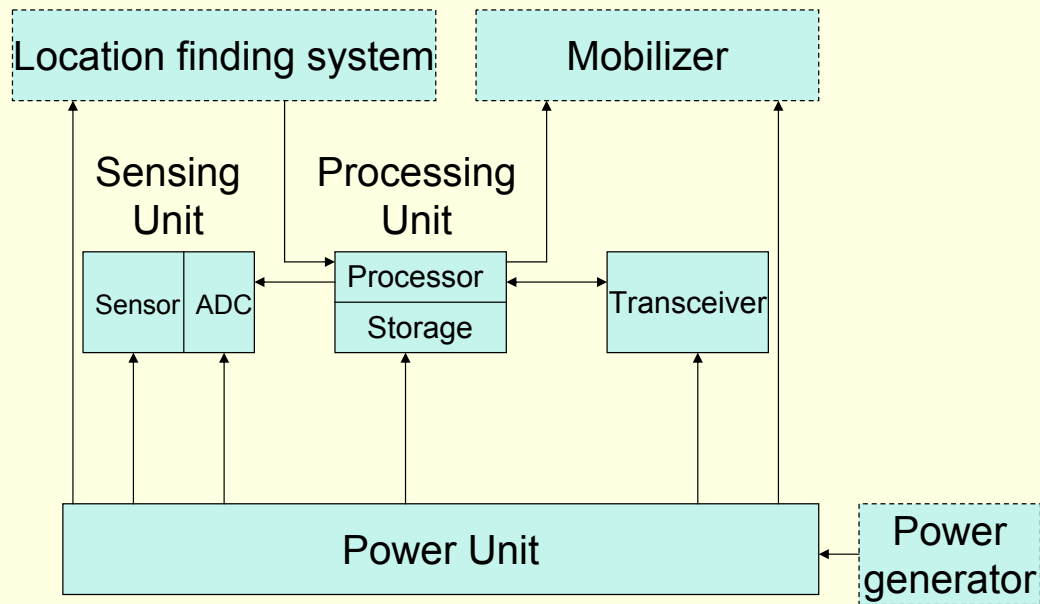 Location finding system
Mobilizer
Sensing
Unit
Processing
Unit
Sensor
ADC
Processor
Storage
Transceiver
Power Unit
Power
generator